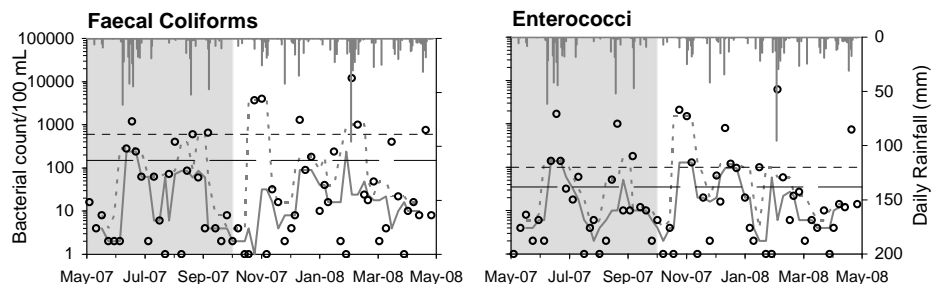 Faecal Coliforms
Enterococci
Bacterial count/100 mL
100000
10000
1000
100
10
1
May-07 Jul-07 Sep-07 Nov-07 Jan-08 Mar-08 May-08
May-07 Jul-07 Sep-07 Nov-07 Jan-08 Mar-08 May-08
0
50
100
150
200
Daily Rainfall (mm)